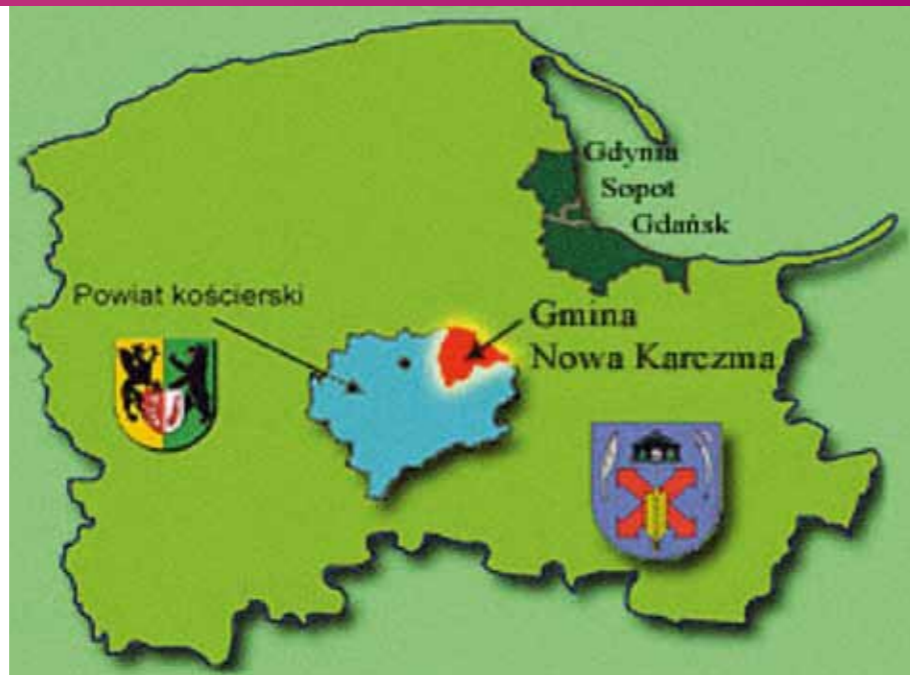 Gdynia
Sopot
Gdańsk
Powiat kościerski
Gmina
Nowa Karczma